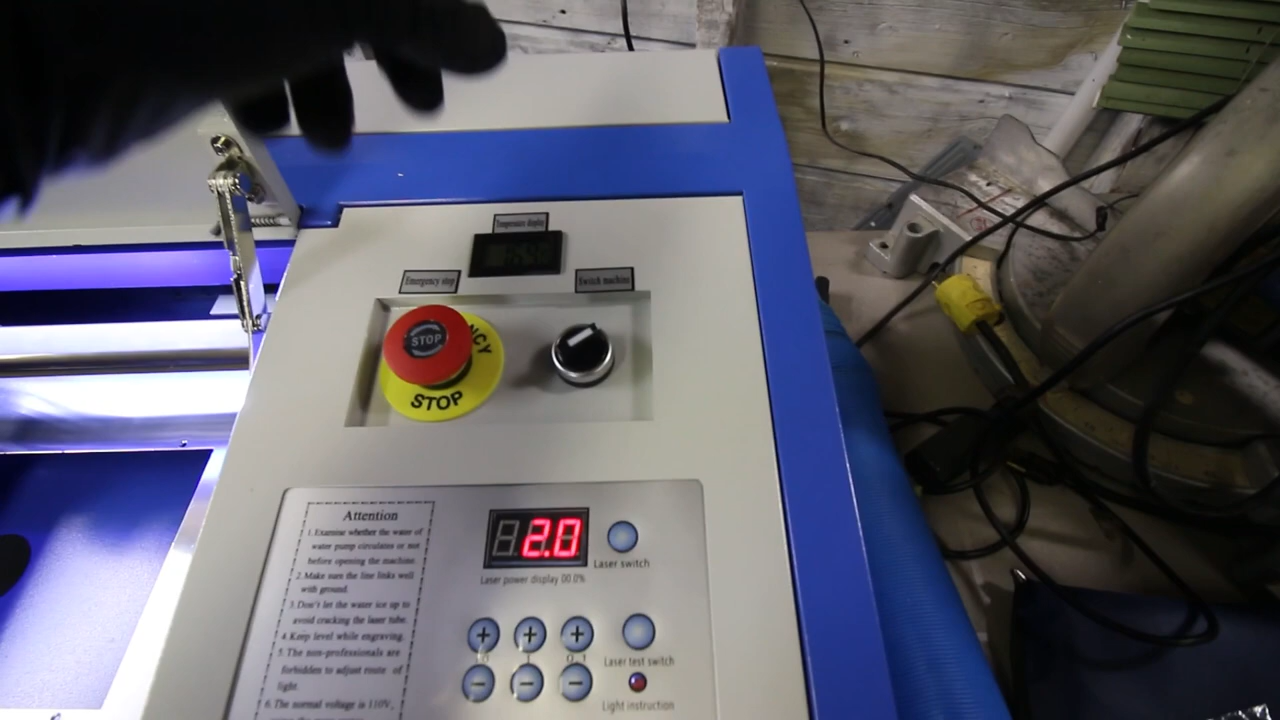 Temperature display
Emergency stop
Switch machine
STOP
NCY
STOP
Attention
1. Examine whether the water of
water pump circulates or not
before opening the machine.
2. Make sure the line links well
with ground.
3. Don't let the water ice up to
avoid cracking the laser tube.
4. Keep level while engraving.
5. The non-professionals are
forbidden to adjust route of
light.
6. The normal voltage is 110V,
2.0
Laser power display 00.0%
Laser switch
+ + +
- - -
Laser test switch
Light instruction